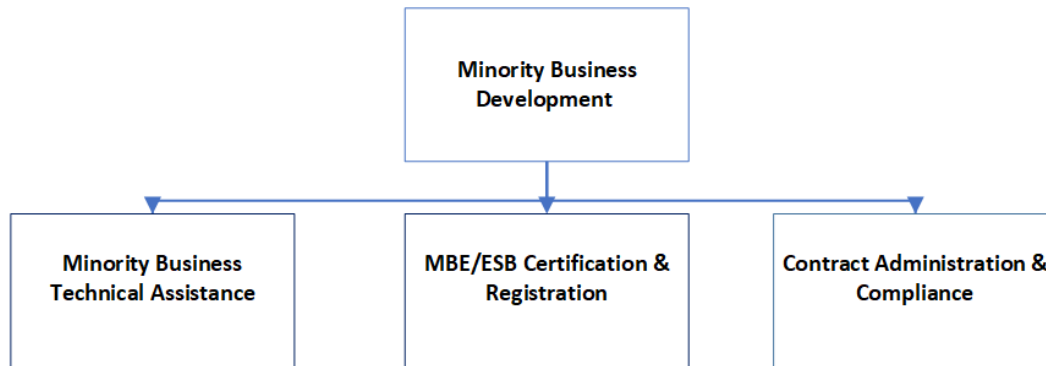 Minority Business
Development
Minority Business
Technical Assistance
MBE/ESB Certification &
Registration
Contract Administration &
Compliance